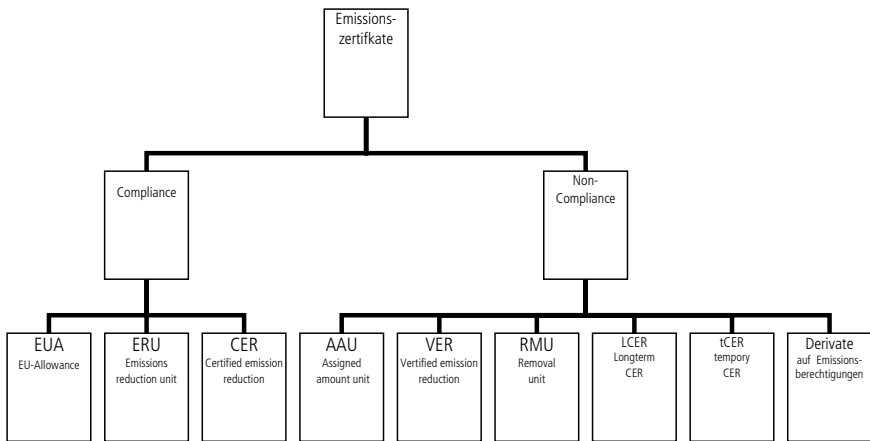 Emissions-
zertifkate
Compliance
Non-
Compliance
EUA
EU-Allowance
ERU
Emissions
reduction unit
CER
Certified emission
reduction
AAU
Assigned
amount unit
VER
Vertified emission
reduction
RMU
Removal
unit
LCER
Longterm
CER
tCER
tempory
CER
Derivate
auf Emissions-
berechtigungen